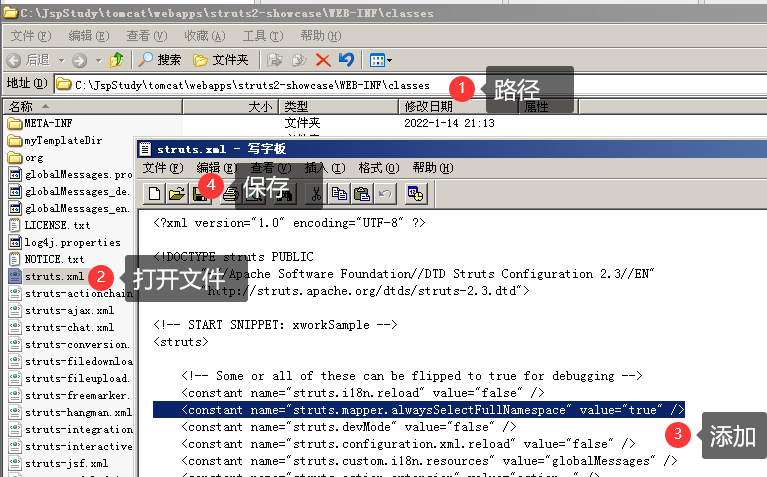 C:\JspStudy\tomcat\webapps\struts2-showcase\WEB-INF\classes
文件(F) 编辑(E) 查看(V) 收藏(A) 工具(T) 帮助(H)
后退 搜索 文件夹
地址(D) C:\JspStudy\tomcat\webapps\struts2-showcase\WEB-INF\classes
1 路径
名称 大小 类型 修改日期 属性
META-INF 文件夹 2022-1-14 21:13
myTemplateDir
org
globalMessages.pro
globalMessages_de.
globalMessages_en.
LICENSE.txt
log4j.properties
NOTICE.txt
struts.xml
struts-actionchain
struts-ajax.xml
struts-chat.xml
struts-conversion.
struts-filedownloa
struts-fileupload.
struts-freemarker.
struts-hangman.xml
struts-integration
struts-interactive
struts-jsf.xml
2 打开文件
struts.xml - 写字板
文件(F) 编辑(E) 查看(V) 插入(I) 格式(O) 帮助(H)
4 保存
<?xml version="1.0" encoding="UTF-8" ?>
<!DOCTYPE struts PUBLIC
/Apache Software Foundation//DTD Struts Configuration 2.3//EN"
http://struts.apache.org/dtds/struts-2.3.dtd">
<!-- START SNIPPET: xworkSample -->
<struts>
<!-- Some or all of these can be flipped to true for debugging -->
<constant name="struts.i18n.reload" value="false" />
<constant name="struts.mapper.alwaysSelectFullNamespace" value="true" />
<constant name="struts.devMode" value="false" />
<constant name="struts.configuration.xml.reload" value="false" />
<constant name="struts.custom.i18n.resources" value="globalMessages" />
3 添加